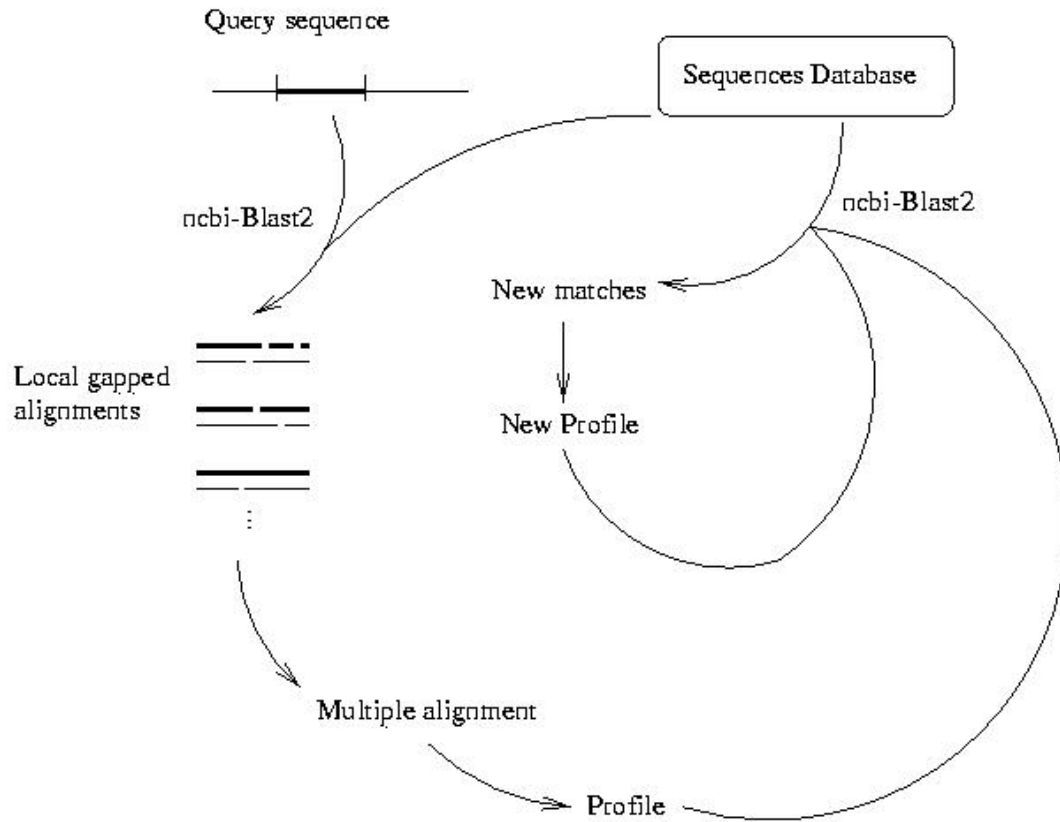 Query sequence
Sequences Database
ncbi-Blast2
ncbi-Blast2
New matches
Local gapped
alignments
New Profile
Multiple alignment
Profile